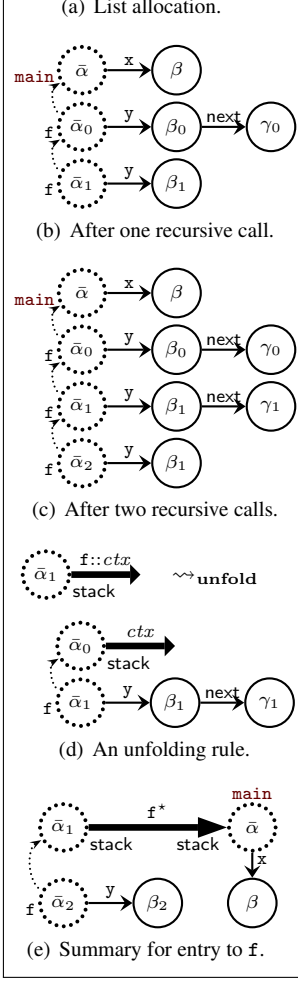 (a) List allocation.
main ᾱ x β
f ᾱ₀ y β₀ next γ₀
f ᾱ₁ y β₁
(b) After one recursive call.
main ᾱ x β
f ᾱ₀ y β₀ next γ₀
f ᾱ₁ y β₁ next γ₁
f ᾱ₂ y β₁
(c) After two recursive calls.
ᾱ₁ f::ctx stack ⇝unfold
ᾱ₀ ctx stack
f ᾱ₁ y β₁ next γ₁
(d) An unfolding rule.
main
ᾱ₁ stack f* stack ᾱ
x
f ᾱ₂ y β₂ β
(e) Summary for entry to f.